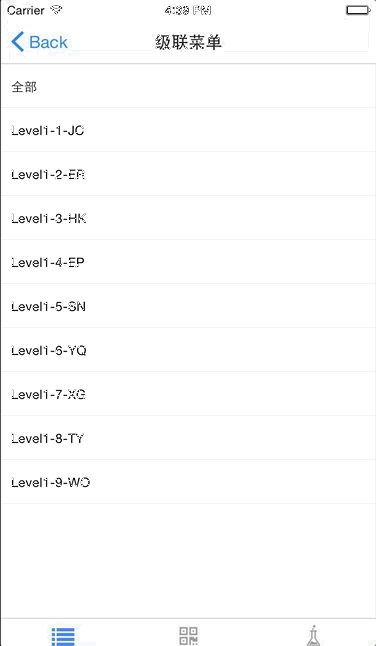 Carrier 4:39 PM
Back 级联菜单
全部
Level1-1-JC
Level1-2-ER
Level1-3-HK
Level1-4-EP
Level1-5-SN
Level1-6-YQ
Level1-7-XG
Level1-8-TY
Level1-9-WO